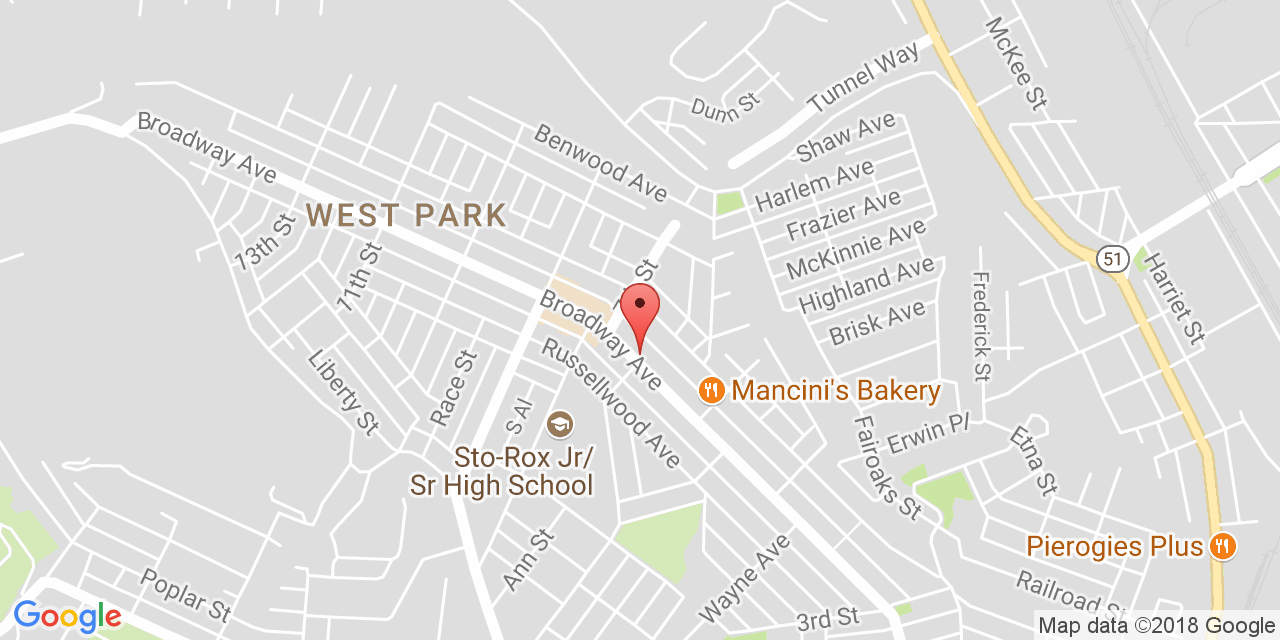 McKee St
Tunnel Way
Dunn St
Broadway Ave
Benwood Ave
Shaw Ave
Harlem Ave
WEST PARK
Frazier Ave
13th St
McKinnie Ave
51
11th St
St
Highland Ave
Harriet St
Frederick St
Broadway Ave
Brisk Ave
Liberty St
Race St
Russellwood Ave
Mancini's Bakery
S Al
Fairoaks St
Erwin Pl
Etna St
Sto-Rox Jr/
Sr High School
Ann St
Pierogies Plus
Wayne Ave
Poplar St
Railroad St
3rd St
Google
Map data ©2018 Google